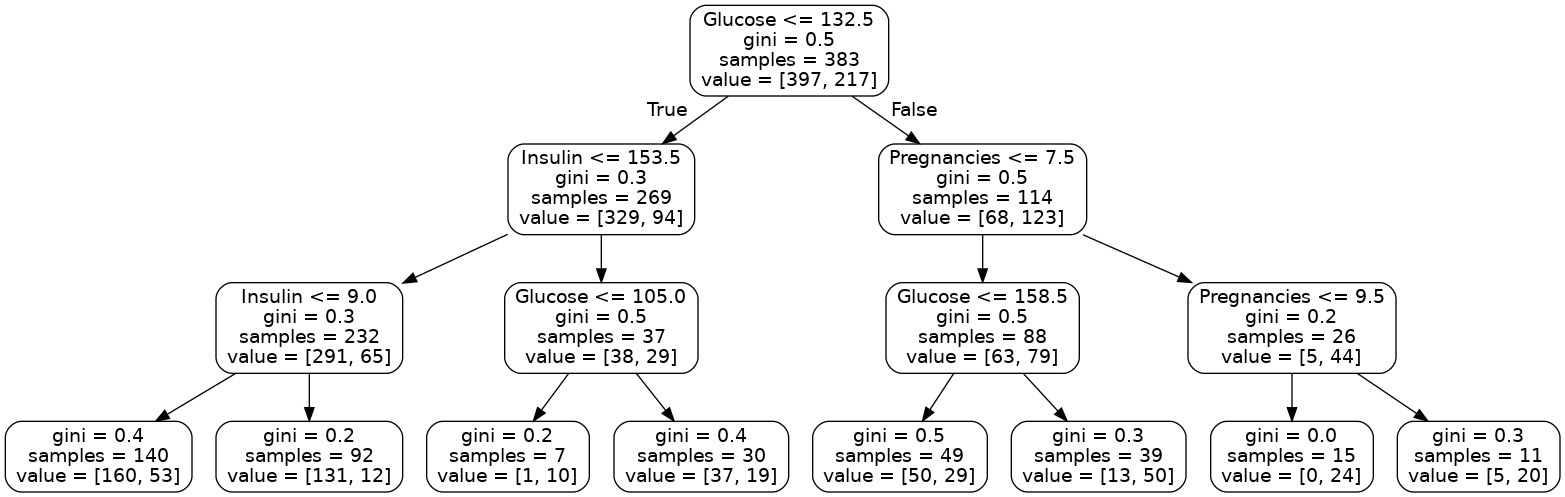 Glucose <= 132.5
gini = 0.5
samples = 383
value = [397, 217]
True
False
Insulin <= 153.5
gini = 0.3
samples = 269
value = [329, 94]
Pregnancies <= 7.5
gini = 0.5
samples = 114
value = [68, 123]
Insulin <= 9.0
gini = 0.3
samples = 232
value = [291, 65]
Glucose <= 105.0
gini = 0.5
samples = 37
value = [38, 29]
Glucose <= 158.5
gini = 0.5
samples = 88
value = [63, 79]
Pregnancies <= 9.5
gini = 0.2
samples = 26
value = [5, 44]
gini = 0.4
samples = 140
value = [160, 53]
gini = 0.2
samples = 92
value = [131, 12]
gini = 0.2
samples = 7
value = [1, 10]
gini = 0.4
samples = 30
value = [37, 19]
gini = 0.5
samples = 49
value = [50, 29]
gini = 0.3
samples = 39
value = [13, 50]
gini = 0.0
samples = 15
value = [0, 24]
gini = 0.3
samples = 11
value = [5, 20]